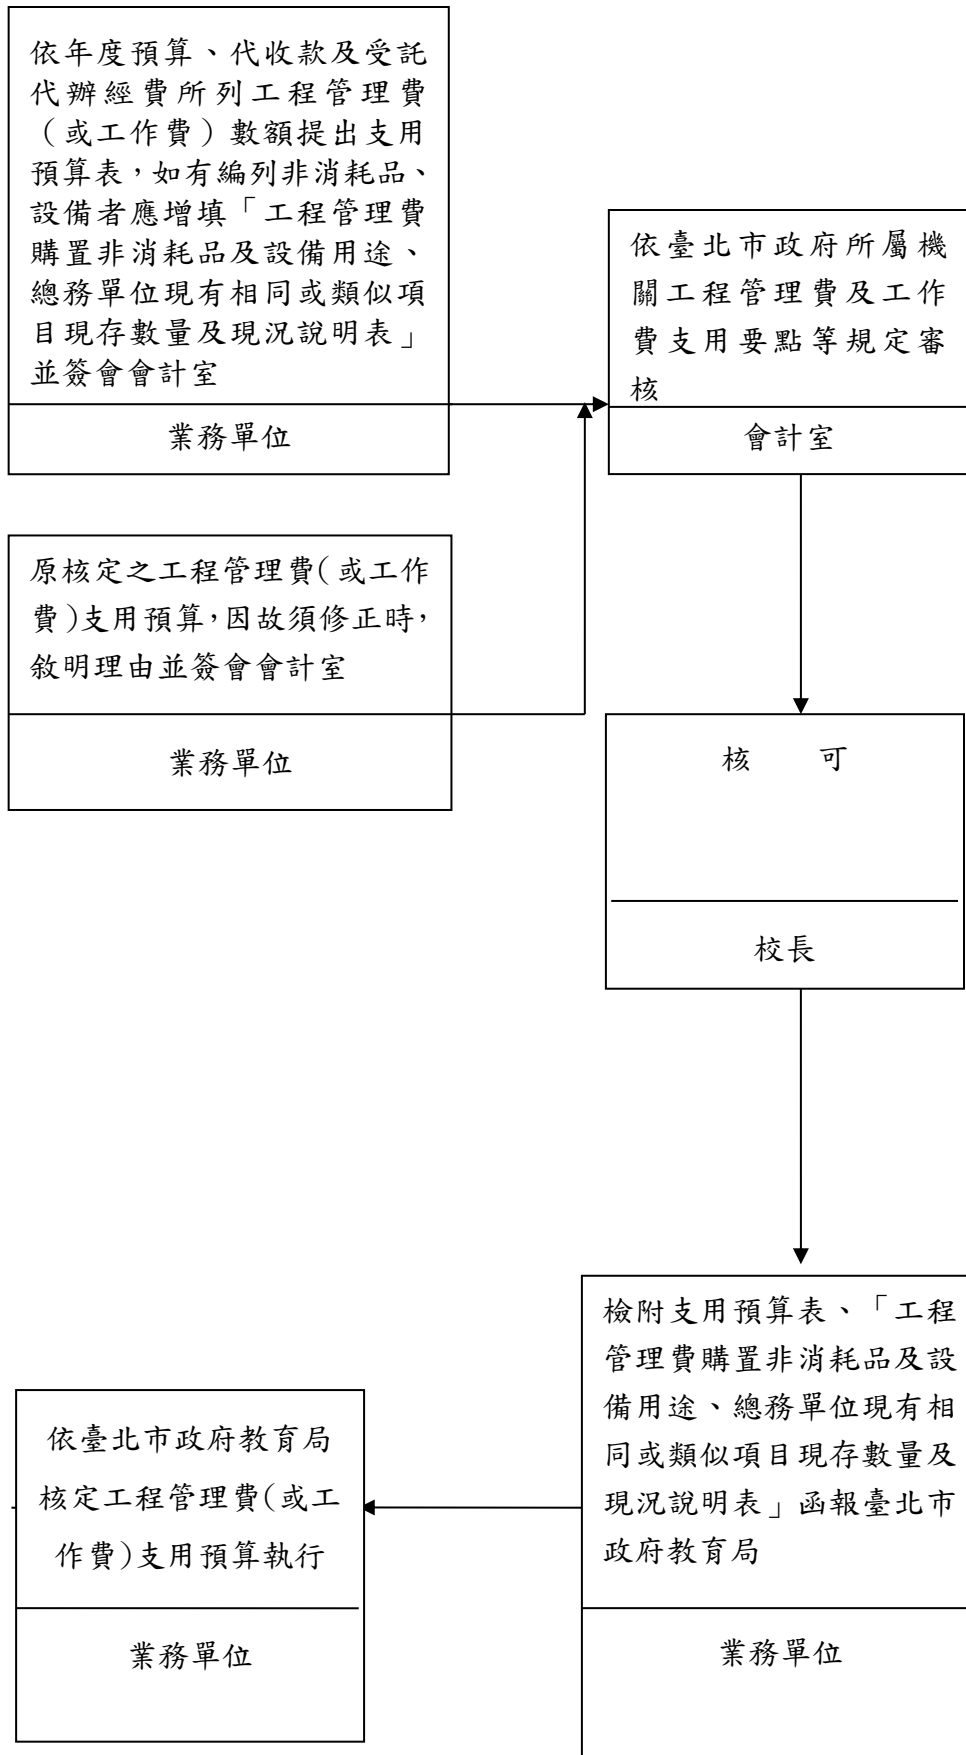 依年度預算、代收款及受託
代辦經費所列工程管理費
（或工作費）數額提出支用
預算表，如有編列非消耗品、
設備者應增填「工程管理費
購置非消耗品及設備用途、
總務單位現有相同或類似項
目現存數量及現況說明表」
並簽會會計室
業務單位
依臺北市政府所屬機
關工程管理費及工作
費支用要點等規定審
核
會計室
原核定之工程管理費(或工作
費)支用預算，因故須修正時，
敘明理由並簽會會計室
業務單位
核　可
校長
檢附支用預算表、「工程
管理費購置非消耗品及設
備用途、總務單位現有相
同或類似項目現存數量及
現況說明表」函報臺北市
政府教育局
業務單位
依臺北市政府教育局
核定工程管理費(或工
作費)支用預算執行
業務單位